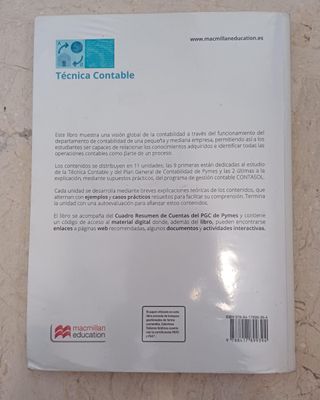 www.macmillaneducation.es
Técnica Contable
Este libro muestra una visión global de la contabilidad a través del funcionamiento del
departamento de contabilidad de una pequeña y mediana empresa, permitiendo así a los
estudiantes ser capaces de relacionar los conocimientos adquiridos e identificar todas las
operaciones contables como parte de un proceso.
Los contenidos se distribuyen en 11 unidades; las 9 primeras están dedicadas al estudio
de la Técnica Contable y del Plan General de Contabilidad de Pymes y las 2 últimas a la
explicación, mediante supuestos prácticos, del programa de gestión contable CONTASOL.
Cada unidad se desarrolla mediante breves explicaciones teóricas de los contenidos, que
alternan con ejemplos y casos prácticos resueltos para facilitar su comprensión. Termina
la unidad con una autoevaluación para afianzar estos contenidos.
El libro se acompaña del Cuadro Resumen de Cuentas del PGC de Pymes y contiene
un código de acceso al material digital donde, además del libro, pueden encontrarse
enlaces a páginas web recomendadas, algunos documentos y actividades interactivas.
macmillan
education